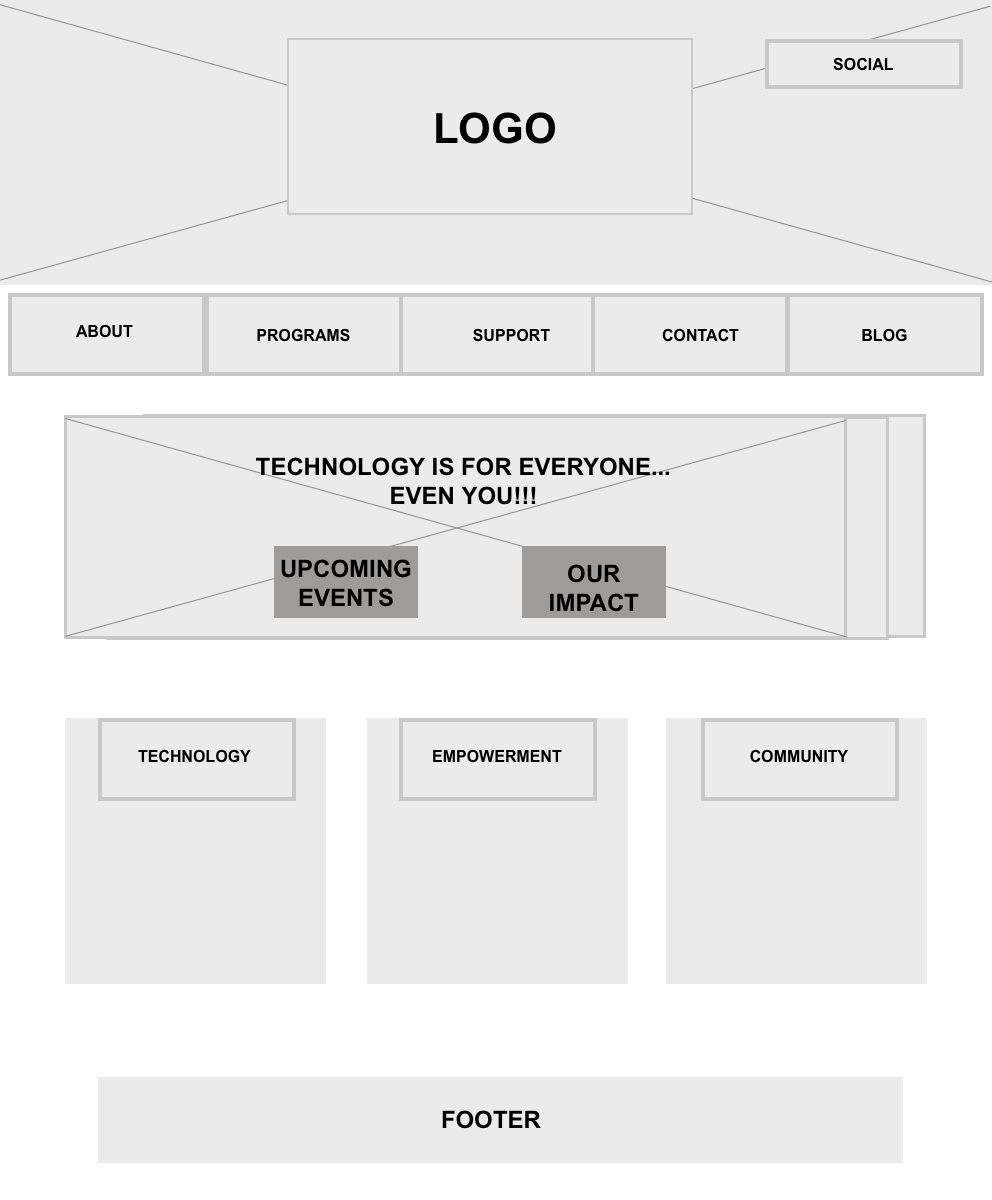 SOCIAL
LOGO
ABOUT
PROGRAMS
SUPPORT
CONTACT
BLOG
TECHNOLOGY IS FOR EVERYONE...
EVEN YOU!!!
UPCOMING
EVENTS
OUR
IMPACT
TECHNOLOGY
EMPOWERMENT
COMMUNITY
FOOTER